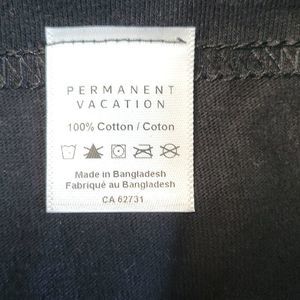 PERMANENT
VACATION
100% Cotton / Coton
Made in Bangladesh
Fabriqué au Bangladesh
CA 62731